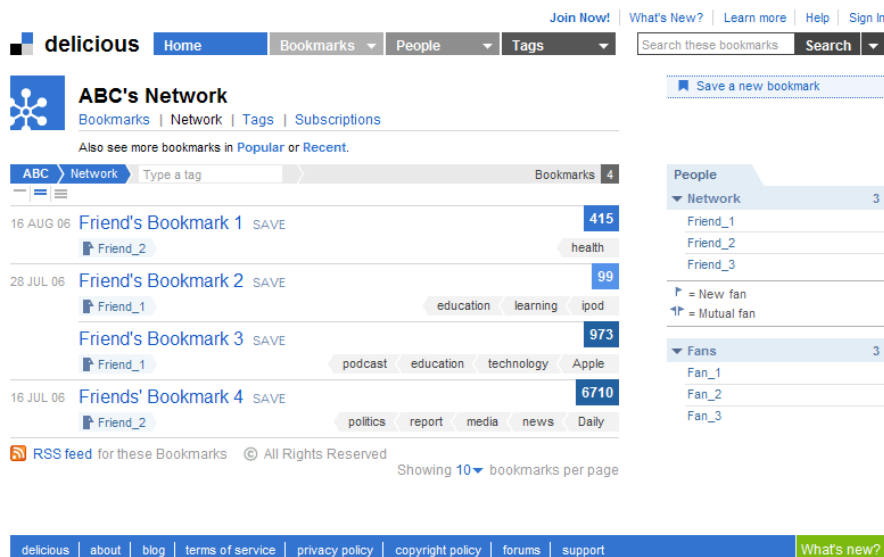 Join Now! What's New? Learn more Help Sign In
delicious Home Bookmarks People Tags Search these bookmarks Search
Save a new bookmark
ABC's Network
Bookmarks | Network | Tags | Subscriptions
Also see more bookmarks in Popular or Recent.
ABC Network Type a tag Bookmarks 4
16 AUG 06 Friend's Bookmark 1 SAVE 415
Friend_2 health
28 JUL 06 Friend's Bookmark 2 SAVE 99
Friend_1 education learning ipod
Friend's Bookmark 3 SAVE 973
Friend_1 podcast education technology Apple
16 JUL 06 Friends' Bookmark 4 SAVE 6710
Friend_2 politics report media news Daily
RSS feed for these Bookmarks © All Rights Reserved
Showing 10 bookmarks per page
People
Network 3
Friend_1
Friend_2
Friend_3
= New fan
= Mutual fan
Fans 3
Fan_1
Fan_2
Fan_3
delicious | about | blog | terms of service | privacy policy | copyright policy | forums | support What's new?